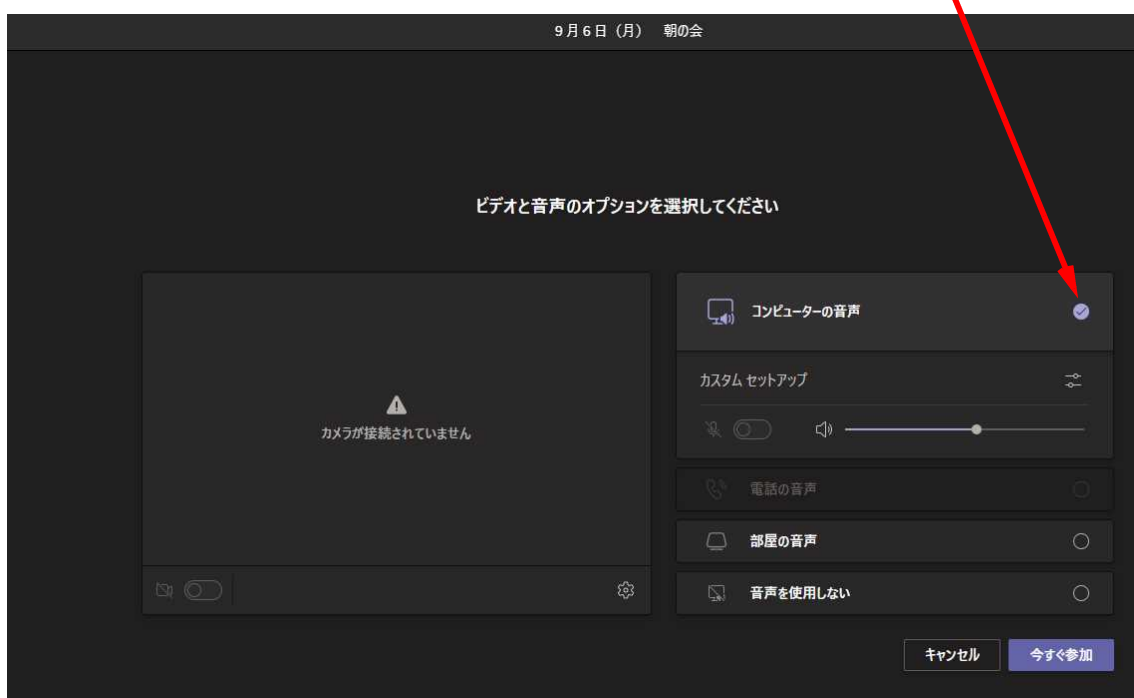 9月6日(月) 朝の会
ビデオと音声のオプションを選択してください
コンピューターの音声
カスタム セットアップ
カメラが接続されていません
電話の音声
部屋の音声
音声を使用しない
キャンセル
今すぐ参加